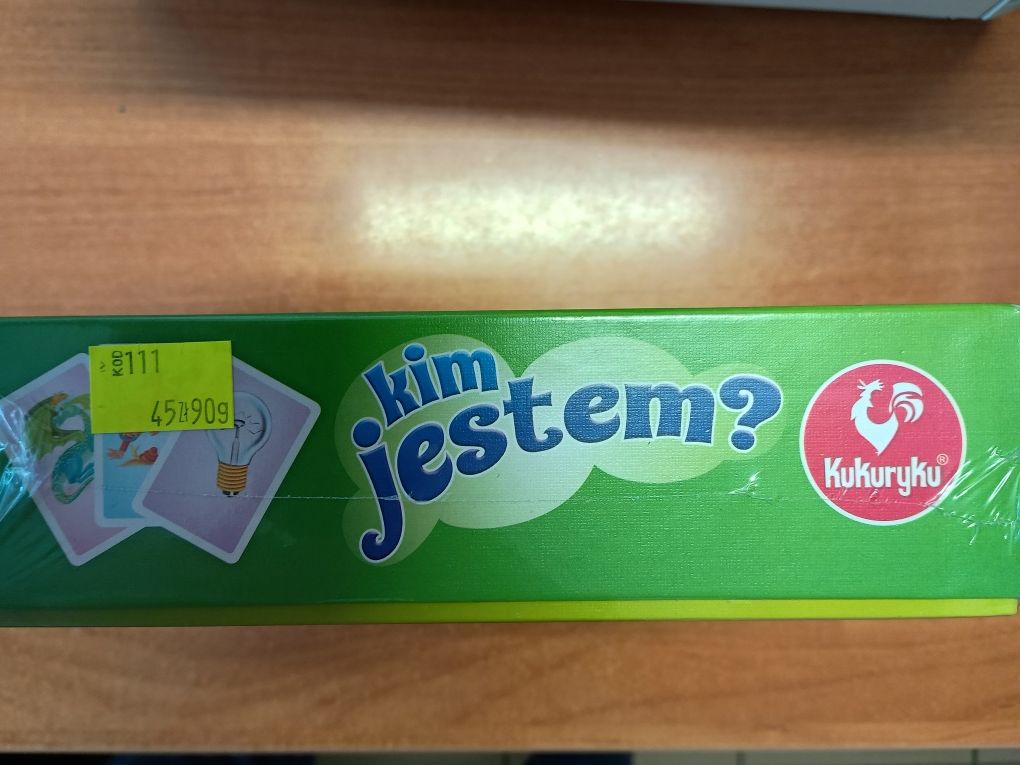 KOD 111
45zł90g
kim
jestem?
KuKuryKu®